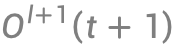 o^{l+1}(t + 1)